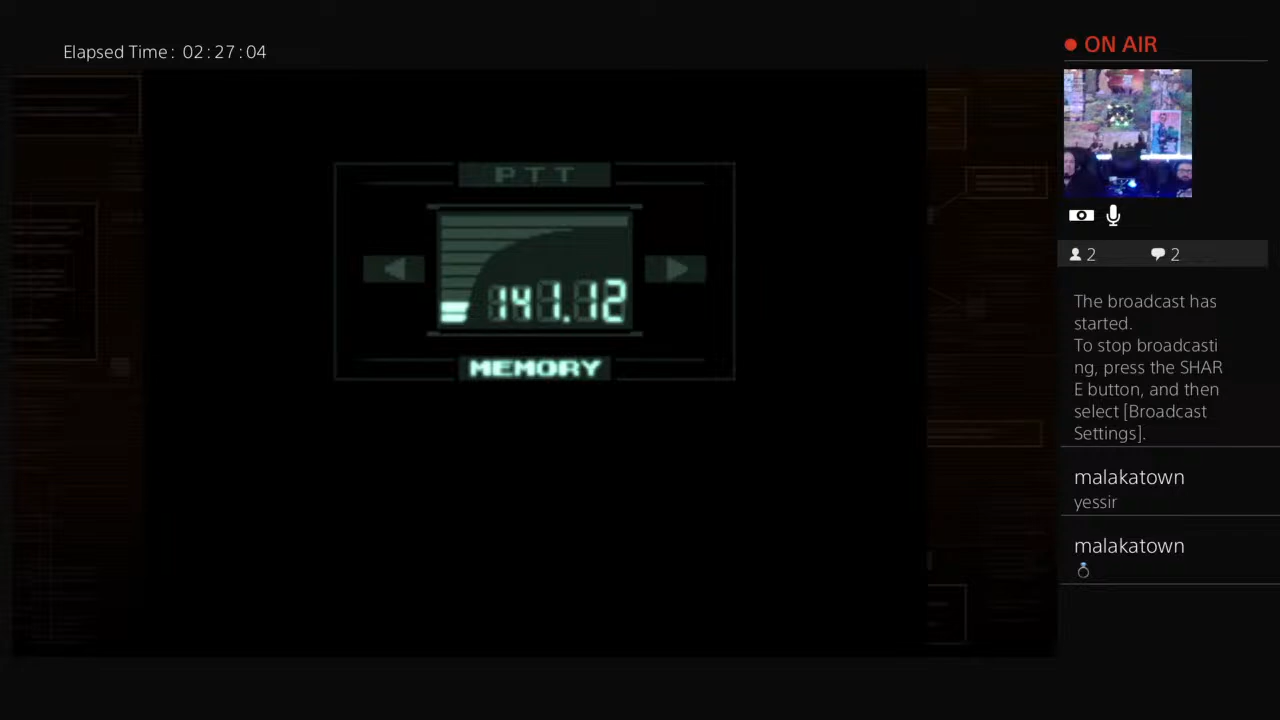 Elapsed Time: 02:27:04
ON AIR
PTT
141.12
MEMORY
2
2
The broadcast has
started.
To stop broadcasti
ng, press the SHAR
E button, and then
select [Broadcast
Settings].
malakatown
yessir
malakatown
💍